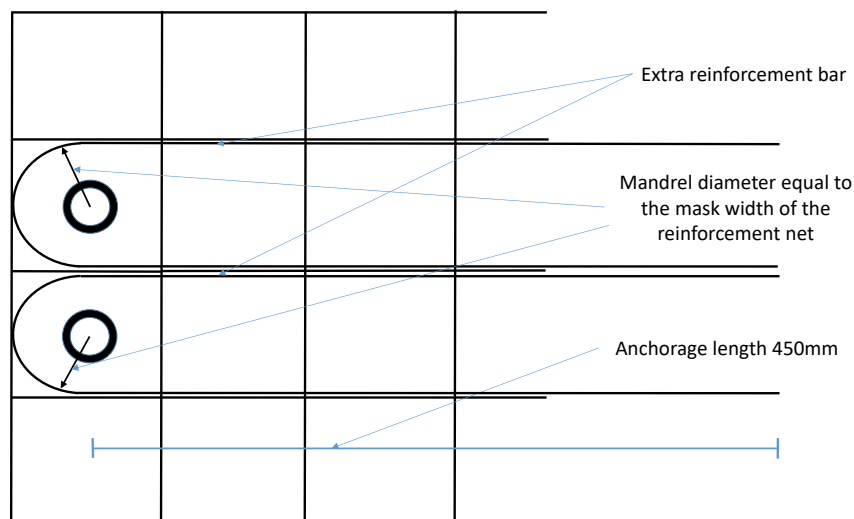 Extra reinforcement bar
Mandrel diameter equal to
the mask width of the
reinforcement net
Anchorage length 450mm